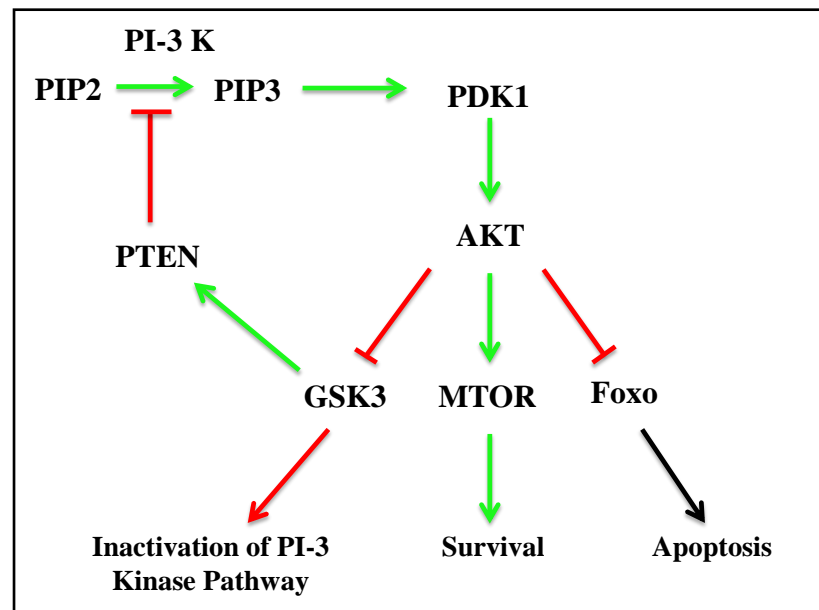 PI-3 K
PIP2
PIP3
PDK1
PTEN
AKT
GSK3
MTOR
Foxo
Inactivation of PI-3
Kinase Pathway
Survival
Apoptosis